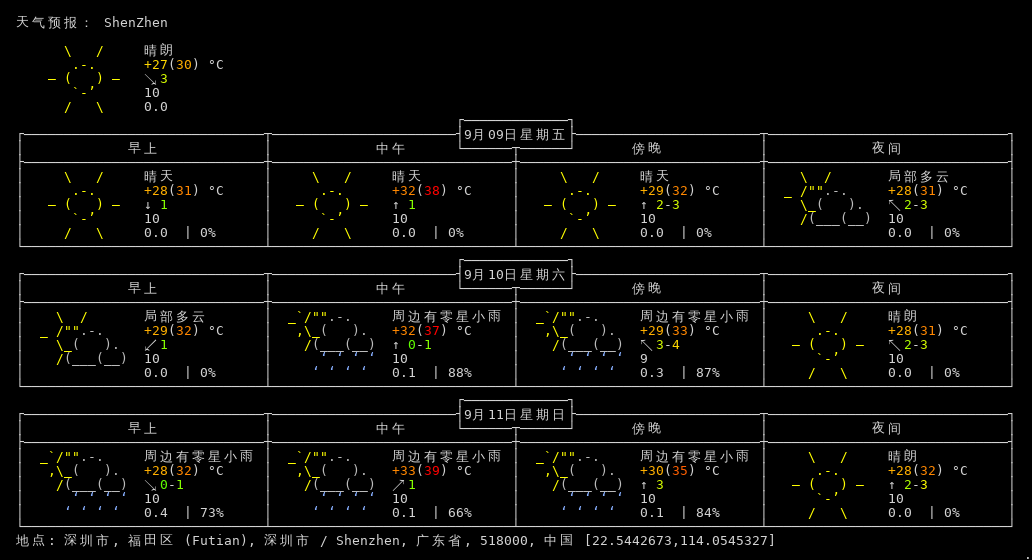 天气预报： ShenZhen
晴朗
+27(30) °C
↘3
10
0.0
9月09日星期五
早上 中午 傍晚 夜间
晴天 晴天 晴天 局部多云
+28(31) °C +32(38) °C +29(32) °C +28(31) °C
↓ 1 ↑ 1 ↑ 2-3 ↖2-3
10 10 10 10
0.0 | 0% 0.0 | 0% 0.0 | 0% 0.0 | 0%
9月10日星期六
早上 中午 傍晚 夜间
局部多云 周边有零星小雨 周边有零星小雨 晴朗
+29(32) °C +32(37) °C +29(33) °C +28(31) °C
↙1 ↑ 0-1 ↖3-4 ↖2-3
10 10 9 10
0.0 | 0% 0.1 | 88% 0.3 | 87% 0.0 | 0%
9月11日星期日
早上 中午 傍晚 夜间
周边有零星小雨 周边有零星小雨 周边有零星小雨 晴朗
+28(32) °C +33(39) °C +30(35) °C +28(32) °C
↘0-1 ↗1 ↑ 3 ↑ 2-3
10 10 10 10
0.4 | 73% 0.1 | 66% 0.1 | 84% 0.0 | 0%
地点: 深圳市, 福田区 (Futian), 深圳市 / Shenzhen, 广东省, 518000, 中国 [22.5442673,114.0545327]